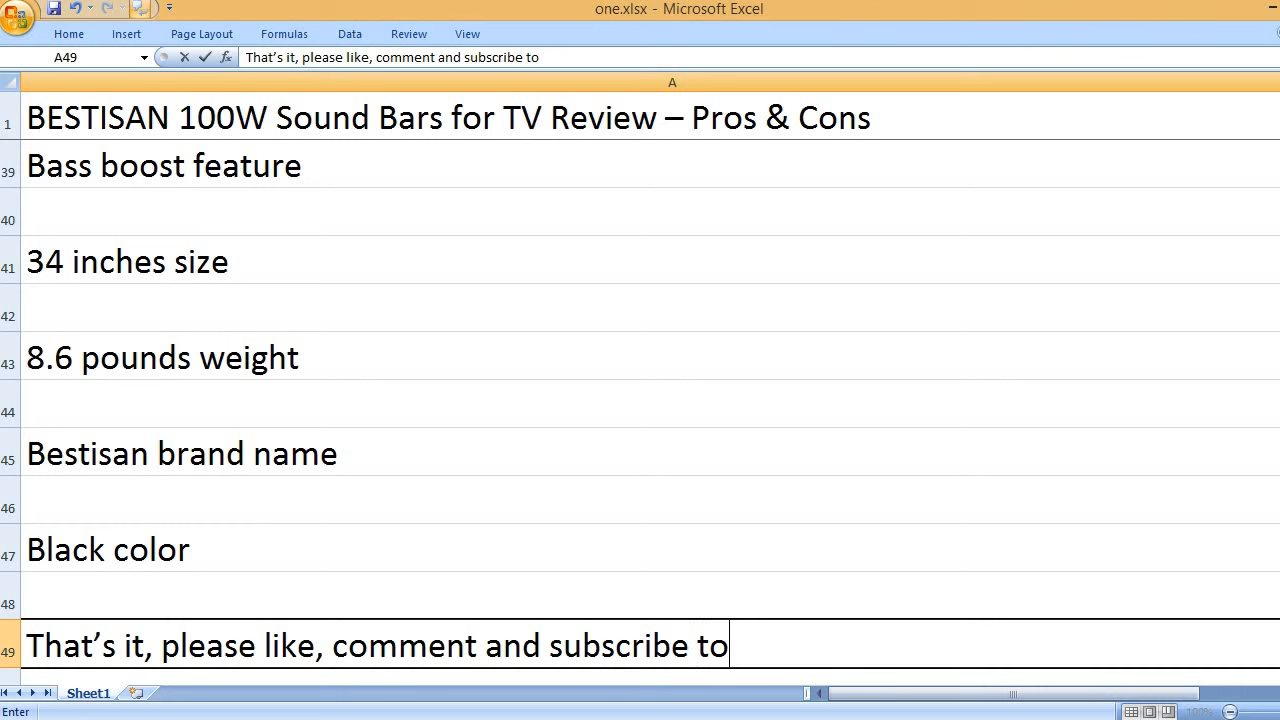 one.xlsx - Microsoft Excel
Home Insert Page Layout Formulas Data Review View
A49 fx That’s it, please like, comment and subscribe to
A
1 BESTISAN 100W Sound Bars for TV Review – Pros & Cons
39 Bass boost feature
40
41 34 inches size
42
43 8.6 pounds weight
44
45 Bestisan brand name
46
47 Black color
48
49 That’s it, please like, comment and subscribe to
Sheet1
Enter 100%